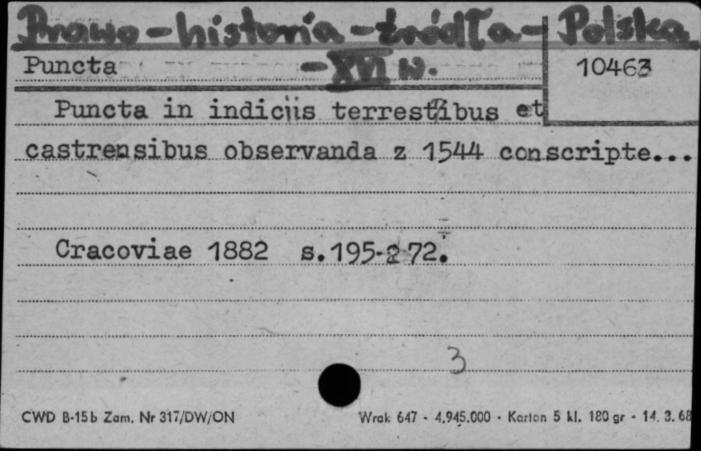 Prawo - historia - źródła - Polska
Puncta - XVI w. 10463
Puncta in indiciis terrestribus et
castrensibus observanda z 1544 conscripte...
Cracoviae 1882 s.195-272.
3
CWD B-15b Zam. Nr 317/DW/ON Wrak 647 - 4.945.000 - Karton 5 kl. 180 gr - 14. 3. 68